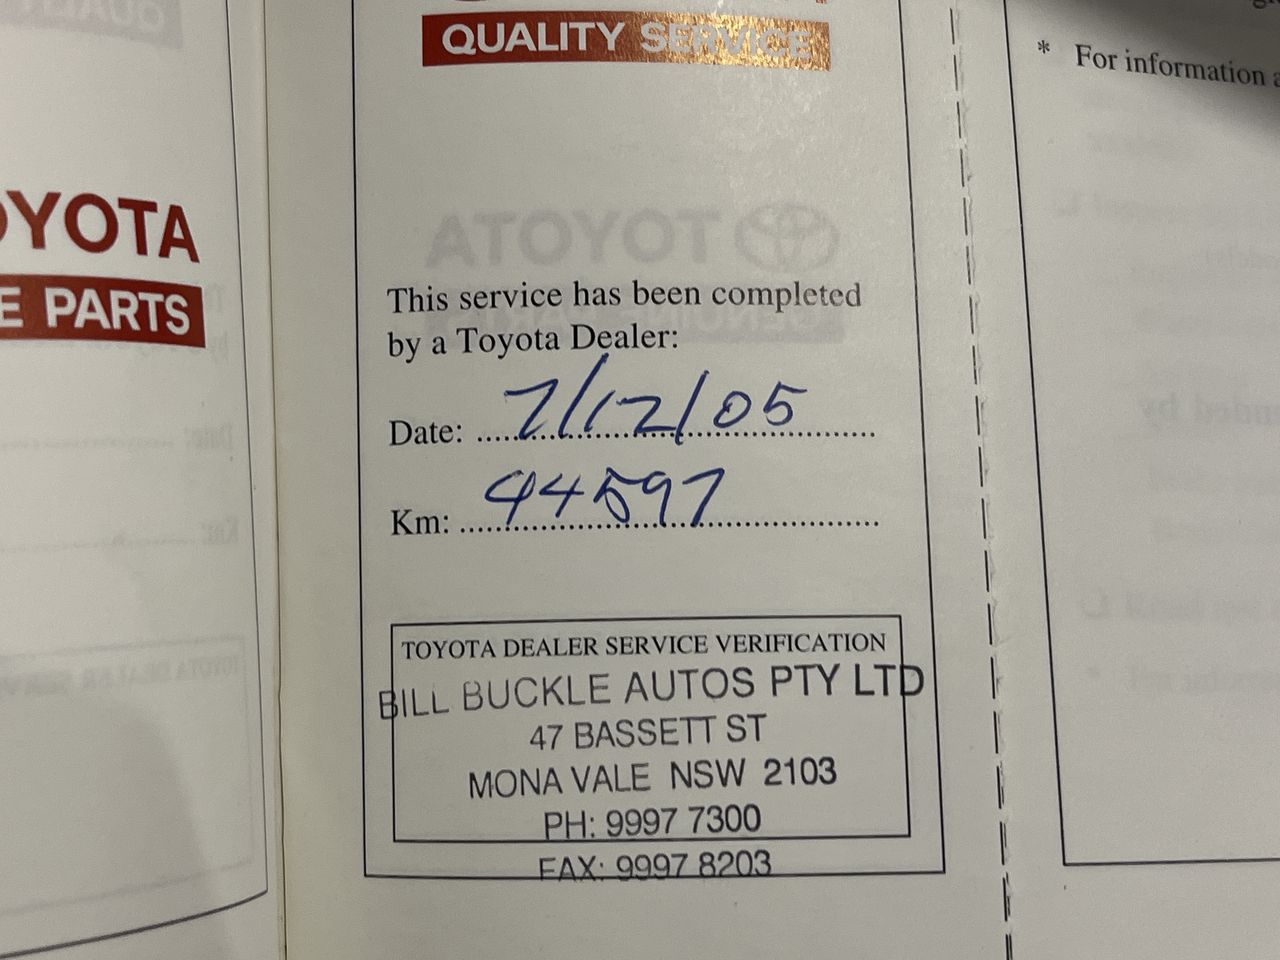 QUALITY SERVICE
* For information
OYOTA
E PARTS
TOYOTA
This service has been completed
by a Toyota Dealer:
Date: 7/12/05
Km: 44597
TOYOTA DEALER SERVICE VERIFICATION
BILL BUCKLE AUTOS PTY LTD
47 BASSETT ST
MONA VALE NSW 2103
PH: 9997 7300
FAX: 9997 8203